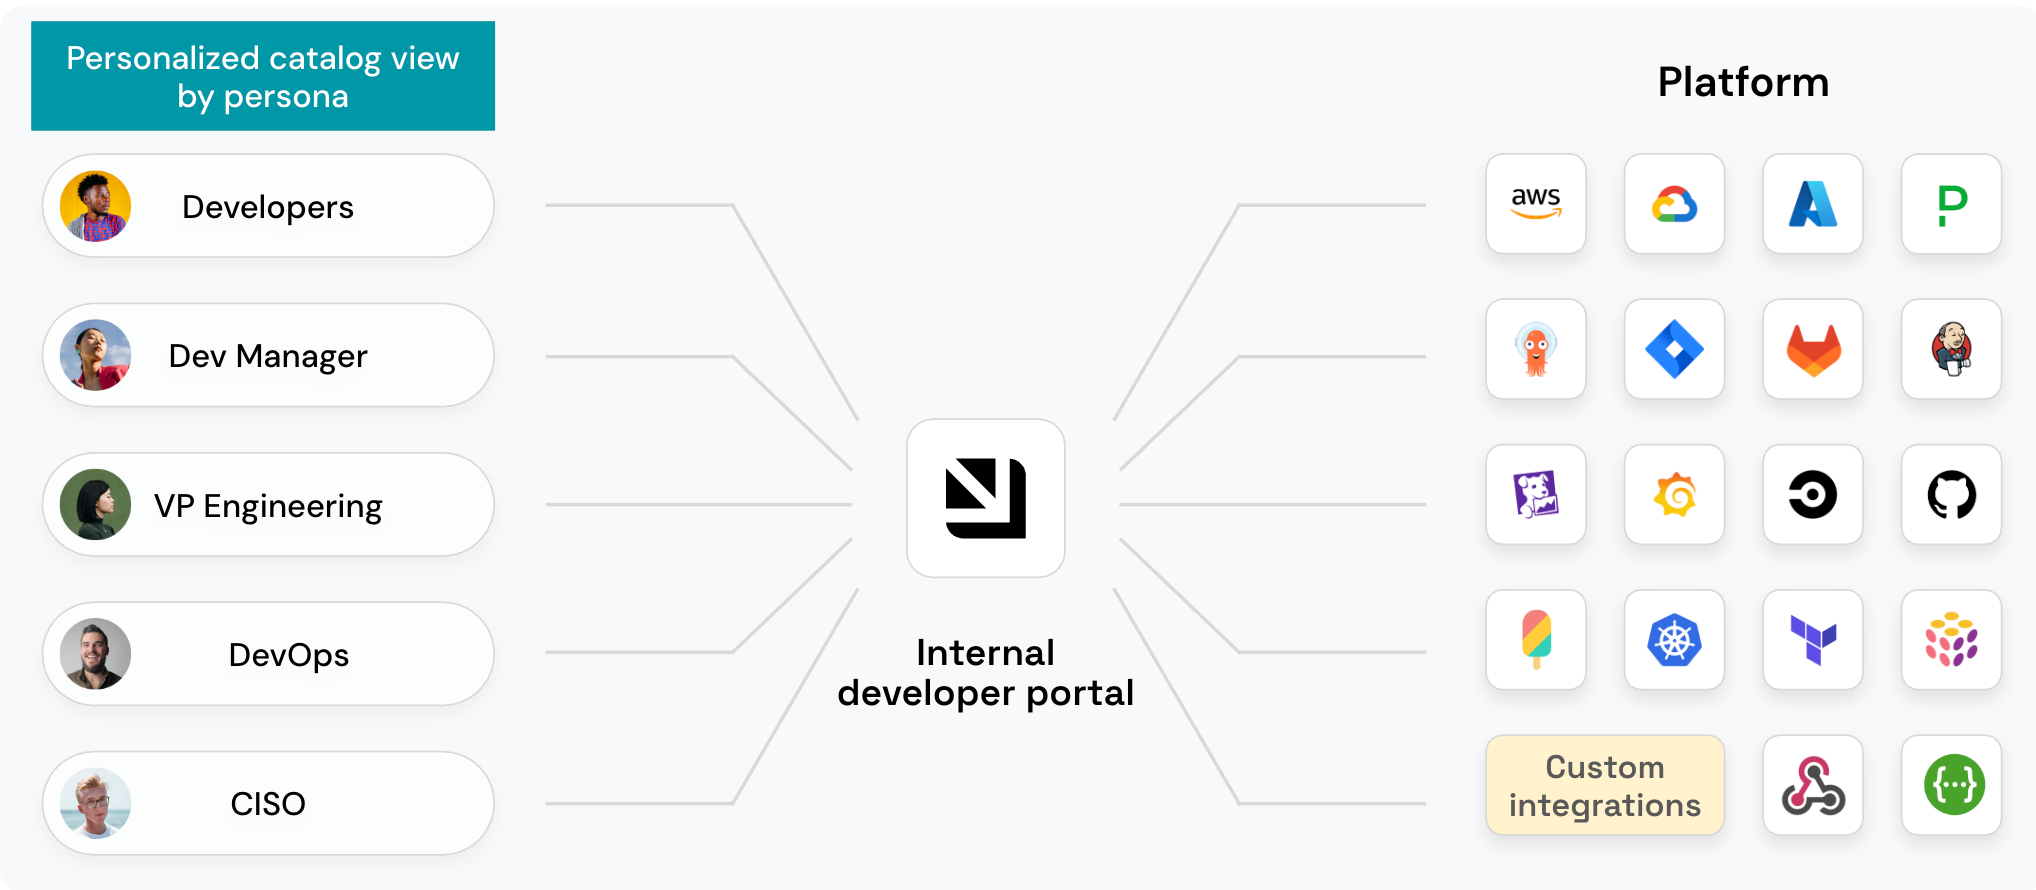 Personalized catalog view
by persona
Developers
Dev Manager
VP Engineering
DevOps
CISO
Internal
developer portal
Platform
aws
Custom
integrations